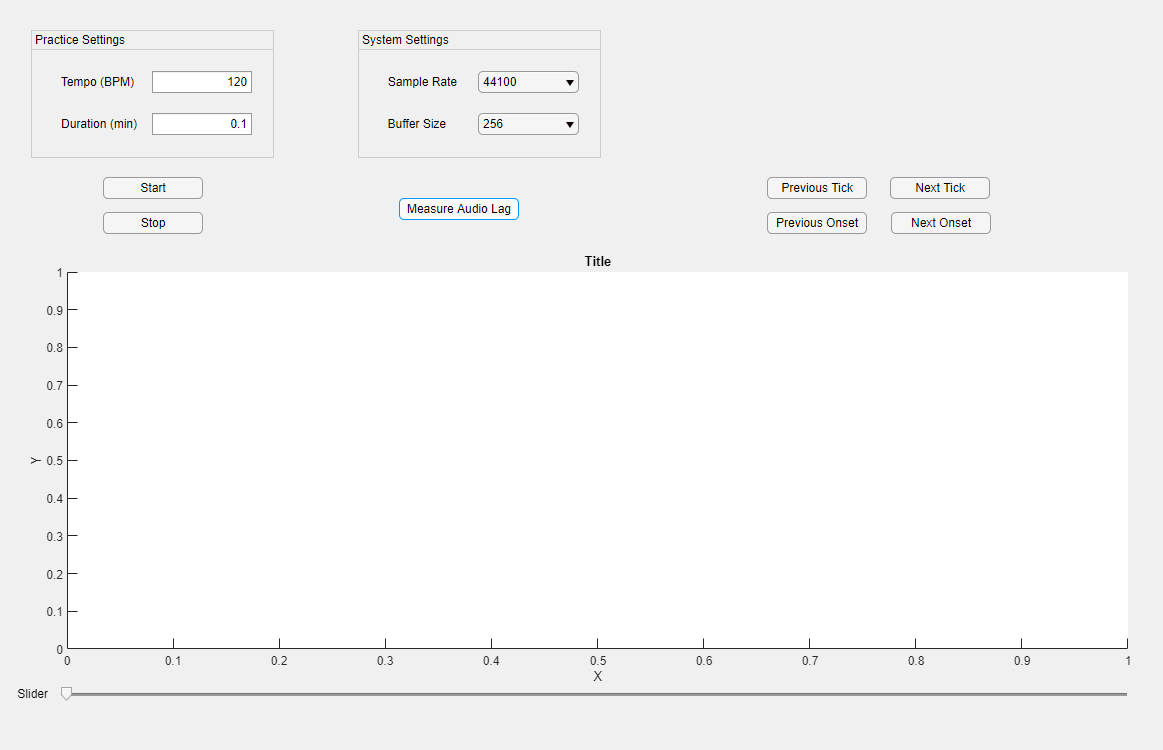 Practice Settings
Tempo (BPM) 120
Duration (min) 0.1
System Settings
Sample Rate 44100
Buffer Size 256
Start
Stop
Measure Audio Lag
Previous Tick Next Tick
Previous Onset Next Onset
Title
1
0.9
0.8
0.7
0.6
0.5
0.4
0.3
0.2
0.1
0
Y
0 0.1 0.2 0.3 0.4 0.5 0.6 0.7 0.8 0.9 1
X
Slider